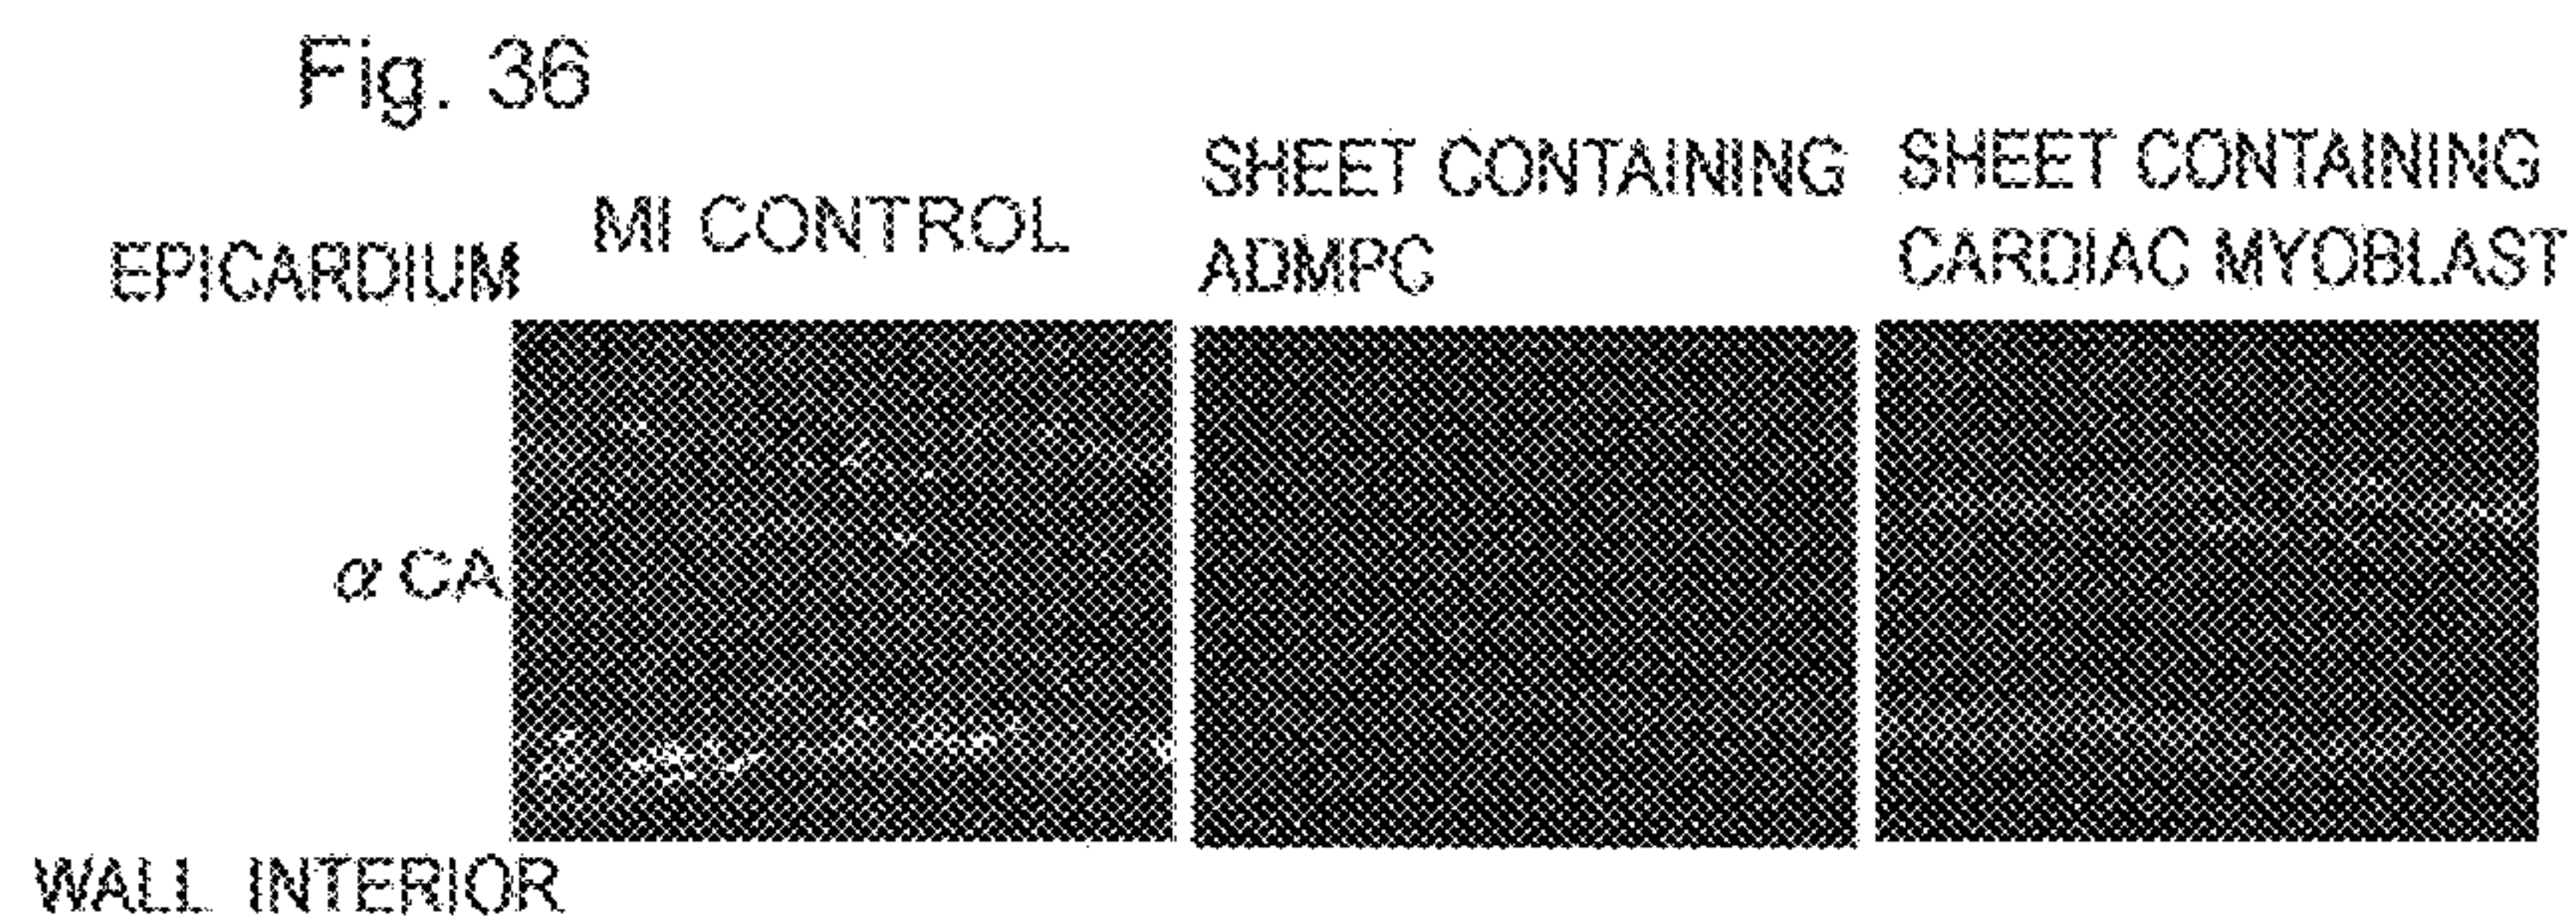 Fig. 36
EPICARDIUM
MI CONTROL
SHEET CONTAINING
ADMPC
SHEET CONTAINING
CARDIAC MYOBLAST
α CA
WALL INTERIOR